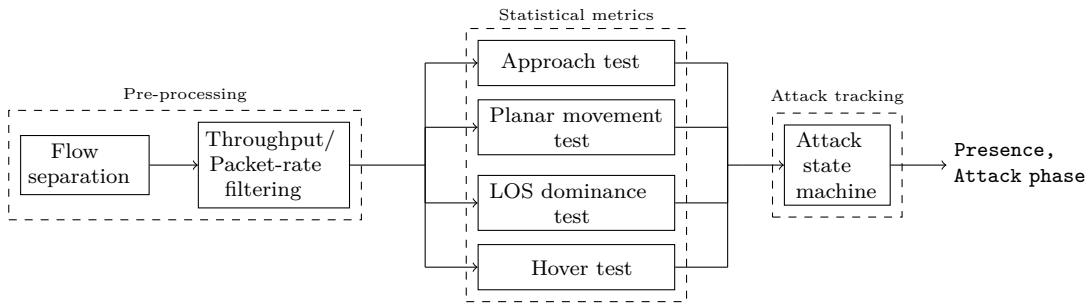 Pre-processing
Flow
separation
Throughput/
Packet-rate
filtering
Statistical metrics
Approach test
Planar movement
test
LOS dominance
test
Hover test
Attack tracking
Attack
state
machine
Presence,
Attack phase